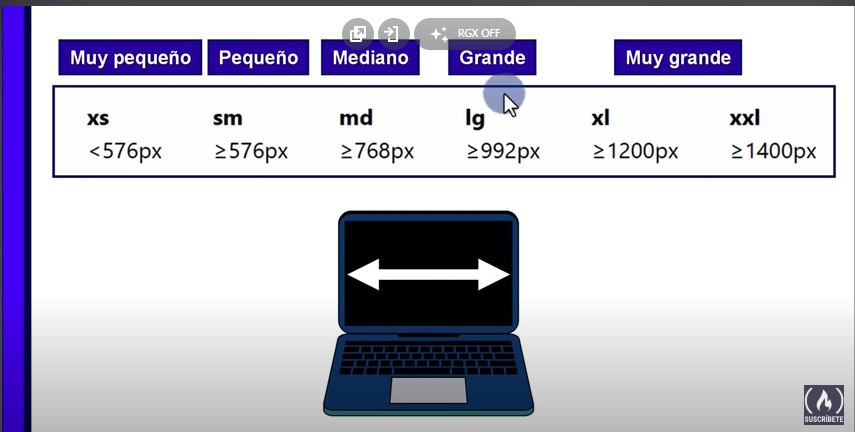 RGX OFF
Muy pequeño Pequeño Mediano Grande Muy grande
xs sm md lg xl xxl
<576px ≥576px ≥768px ≥992px ≥1200px ≥1400px
SUSCRÍBETE